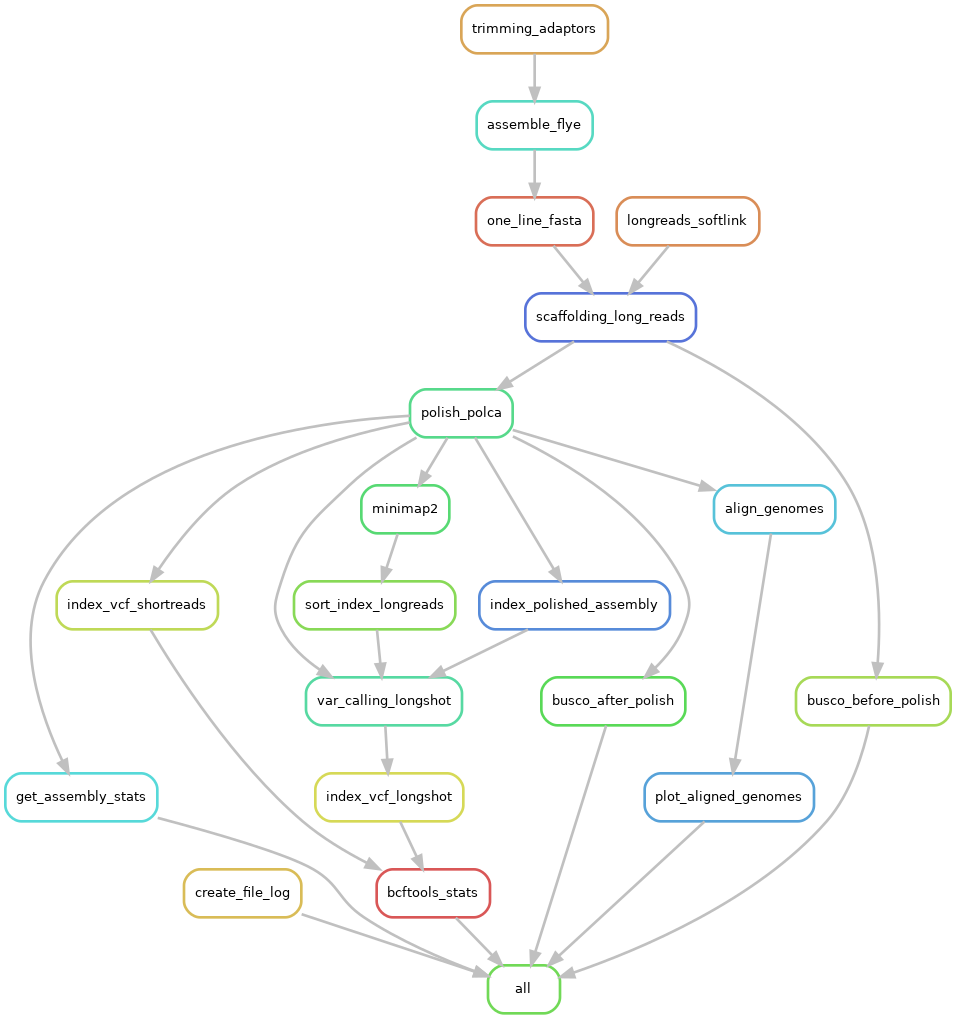 trimming_adaptors
assemble_flye
one_line_fasta
longreads_softlink
scaffolding_long_reads
polish_polca
minimap2
align_genomes
index_vcf_shortreads
sort_index_longreads
index_polished_assembly
var_calling_longshot
busco_after_polish
busco_before_polish
get_assembly_stats
index_vcf_longshot
plot_aligned_genomes
create_file_log
bcftools_stats
all